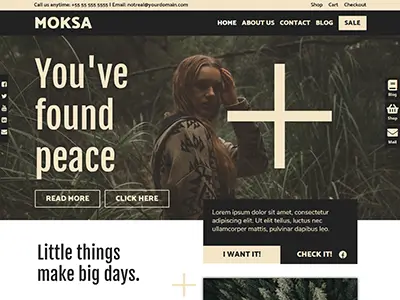 Call us anytime: +55 55 555 5555 | Email: notreal@yourdomain.com
Shop Cart Checkout
MOKSA
HOME ABOUT US CONTACT BLOG SALE
You've
found
peace
Blog
Shop
Mail
READ MORE CLICK HERE
Lorem ipsum dolor sit amet, consectetur
adipiscing elit. Ut elit tellus, luctus nec
ullamcorper mattis, pulvinar dapibus leo.
I WANT IT! CHECK IT!
Little things
make big days.